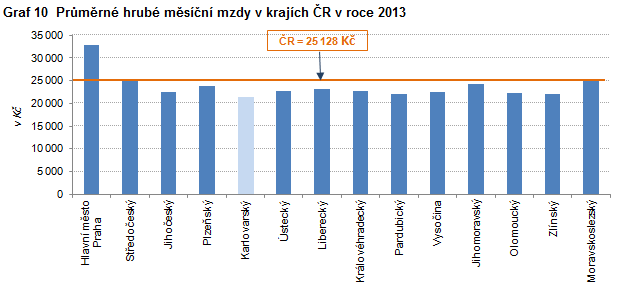 Graf 10 Průměrné hrubé měsíční mzdy v krajích ČR v roce 2013
ČR = 25 128 Kč
v Kč
35 000
30 000
25 000
20 000
15 000
10 000
5 000
0
Hlavní město
Praha
Středočeský
Jihočeský
Plzeňský
Karlovarský
Ústecký
Liberecký
Královéhradecký
Pardubický
Vysočina
Jihomoravský
Olomoucký
Zlínský
Moravskoslezský